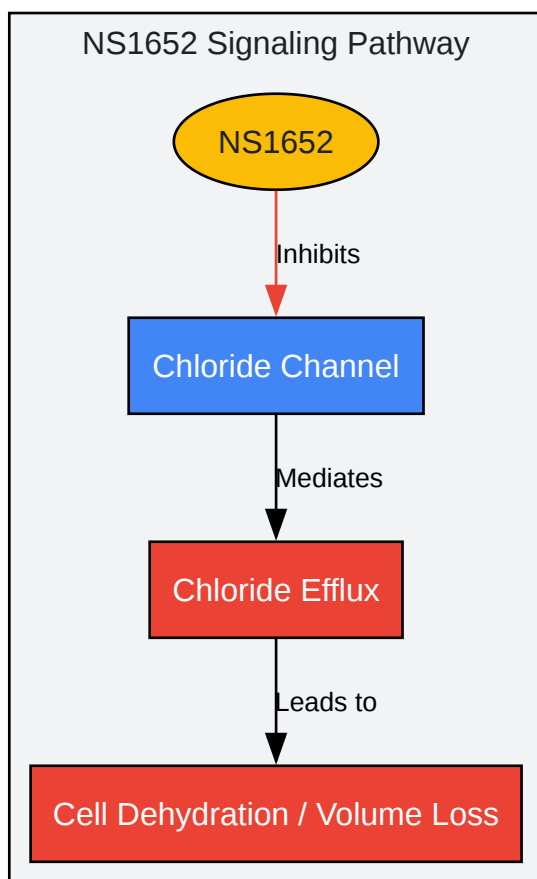 NS1652 Signaling Pathway
NS1652
Inhibits
Chloride Channel
Mediates
Chloride Efflux
Leads to
Cell Dehydration / Volume Loss